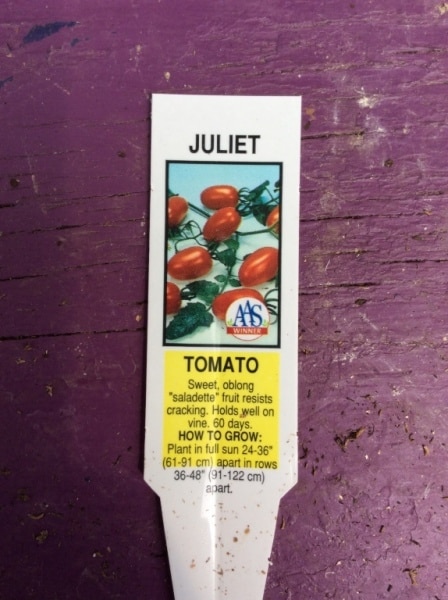 JULIET
AAS
WINNER
TOMATO
Sweet, oblong
"saladette" fruit resists
cracking. Holds well on
vine. 60 days.
HOW TO GROW:
Plant in full sun 24-36"
(61-91 cm) apart in rows
36-48" (91-122 cm)
apart.